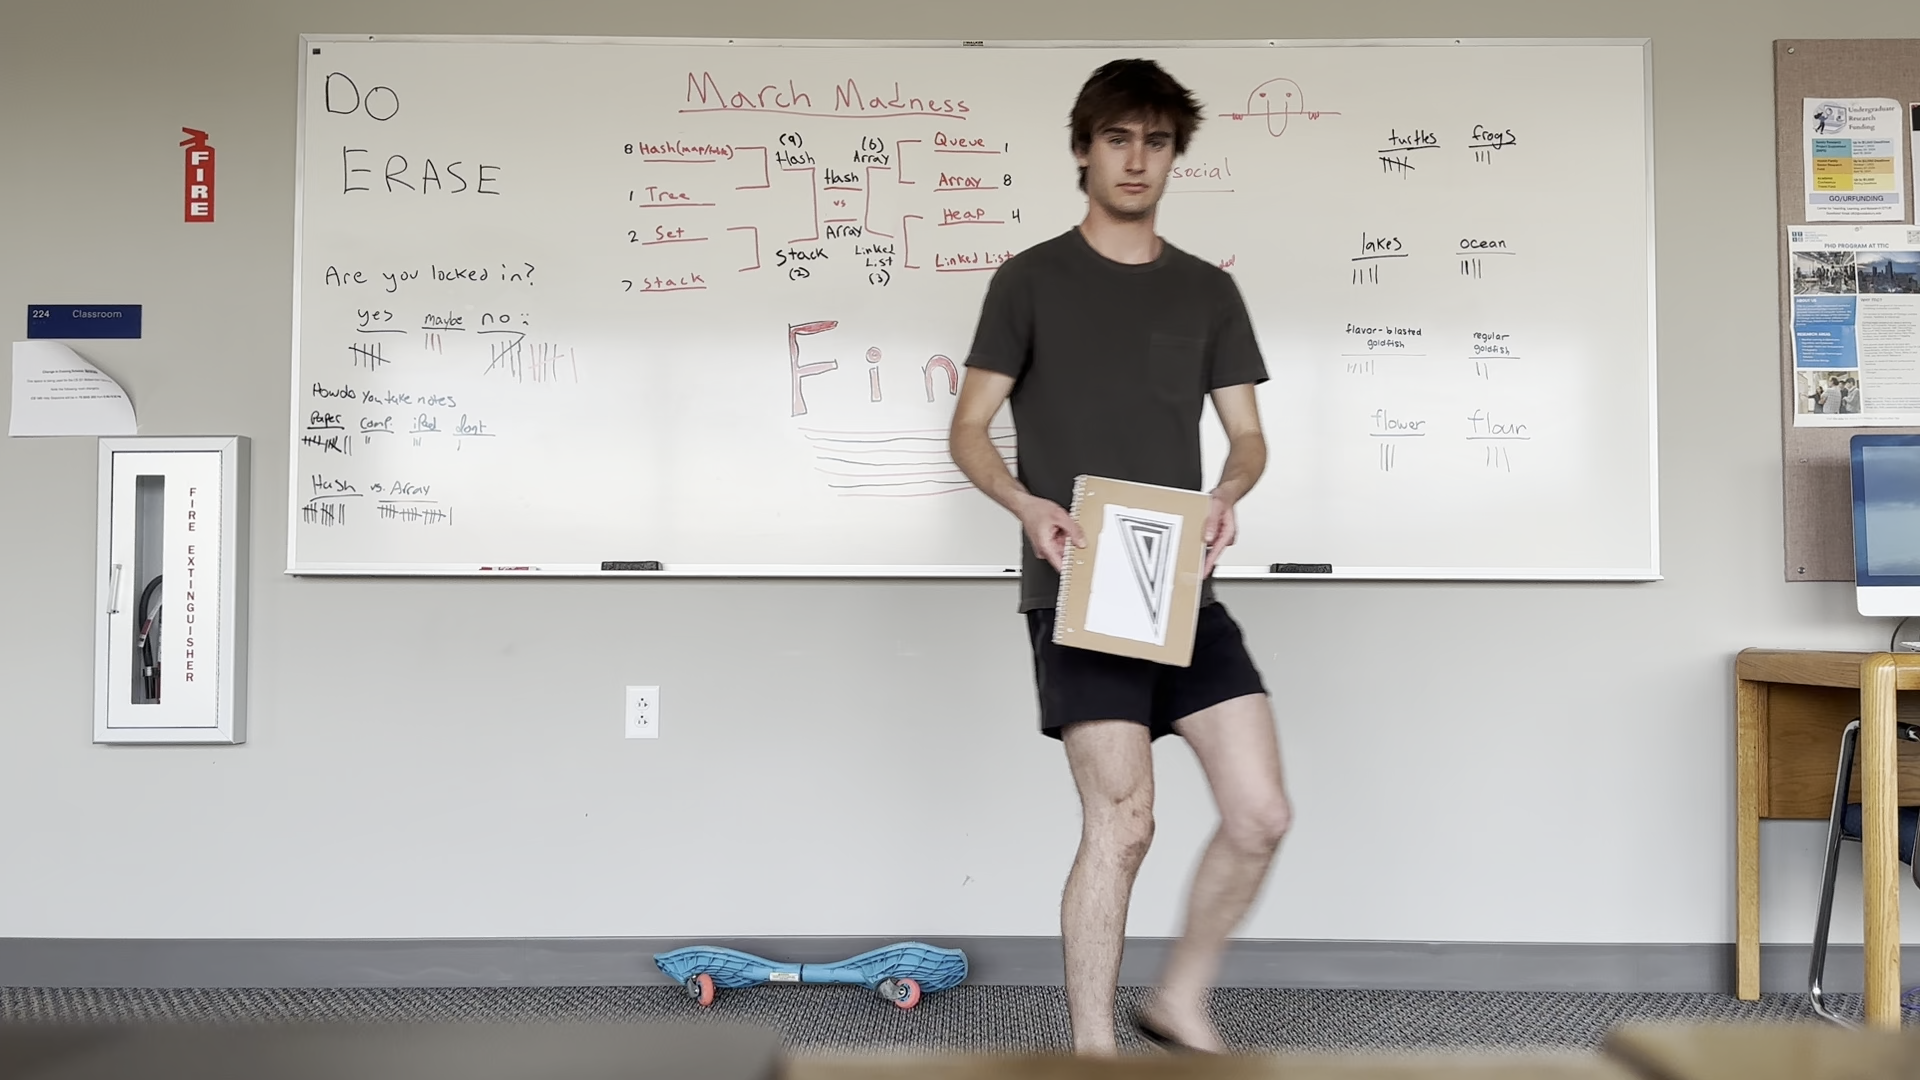 DO
ERASE
Are you locked in?
yes maybe no :
How do you take notes
Paper comp. iPad dont
Hash vs. Array
March Madness
8 Hash(map/table)
1 Tree
2 Set
7 Stack
(9)
Hash
Stack
(2)
Hash
vs
Array
(6)
Array
Linked
List
(3)
Queue 1
Array 8
Heap 4
Linked List
Fin
social
turtles frogs
lakes ocean
flavor-blasted
goldfish
regular
goldfish
flower flour
FIRE
224 Classroom
FIRE EXTINGUISHER
Undergraduate
Research
Funding
GO/URFUNDING
PHD PROGRAM AT TTIC